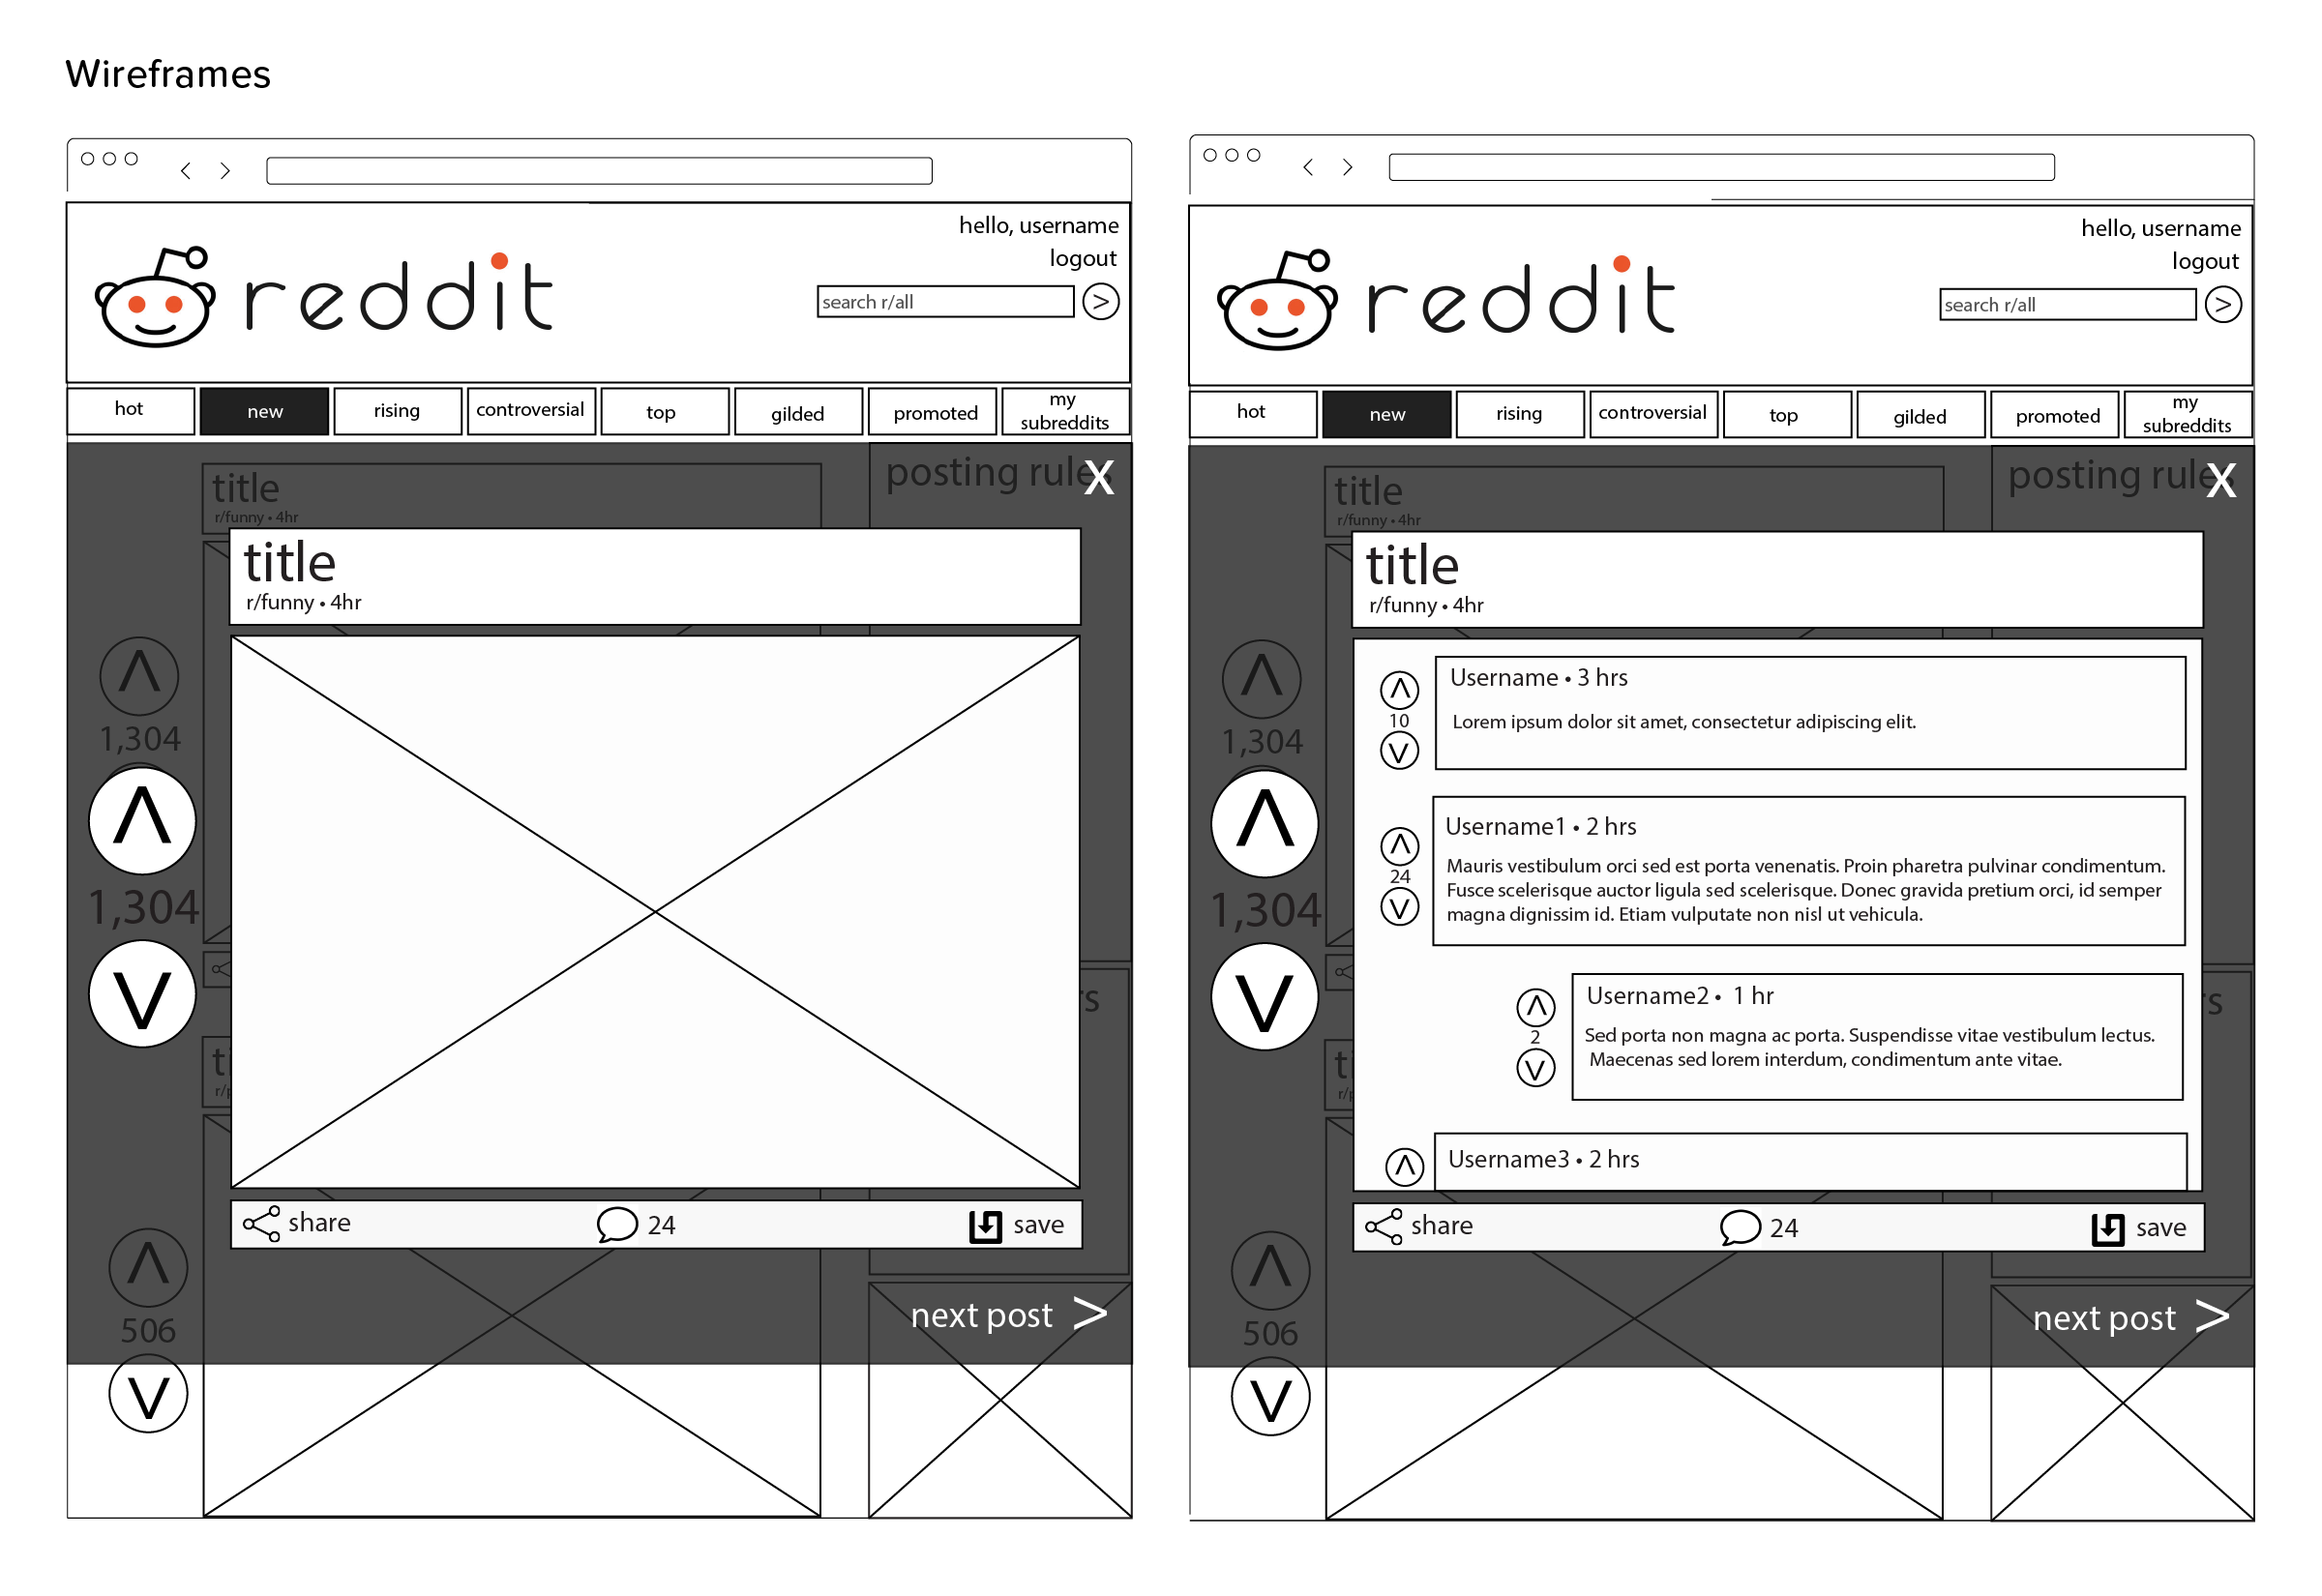 Wireframes
hello, username
logout
reddit
search r/all
>
hot
new
rising
controversial
top
gilded
promoted
my
subreddits
posting rules
X
title
r/funny • 4hr
title
r/funny • 4hr
1,304
1,304
share
24
save
506
next post >
hello, username
logout
reddit
search r/all
>
hot
new
rising
controversial
top
gilded
promoted
my
subreddits
posting rules
X
title
r/funny • 4hr
title
r/funny • 4hr
1,304
1,304
Username • 3 hrs
10
Lorem ipsum dolor sit amet, consectetur adipiscing elit.
Username1 • 2 hrs
24
Mauris vestibulum orci sed est porta venenatis. Proin pharetra pulvinar condimentum.
Fusce scelerisque auctor ligula sed scelerisque. Donec gravida pretium orci, id semper
magna dignissim id. Etiam vulputate non nisl ut vehicula.
Username2 • 1 hr
2
Sed porta non magna ac porta. Suspendisse vitae vestibulum lectus.
Maecenas sed lorem interdum, condimentum ante vitae.
Username3 • 2 hrs
share
24
save
506
next post >